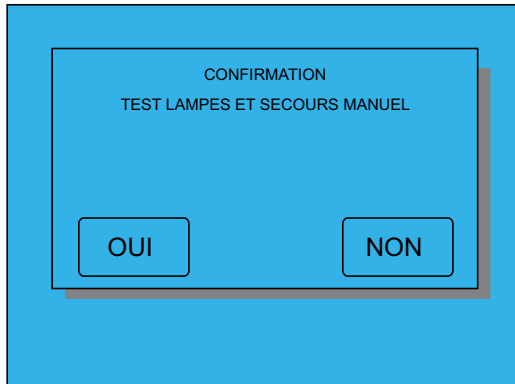 CONFIRMATION
TEST LAMPES ET SECOURS MANUEL
OUI
NON